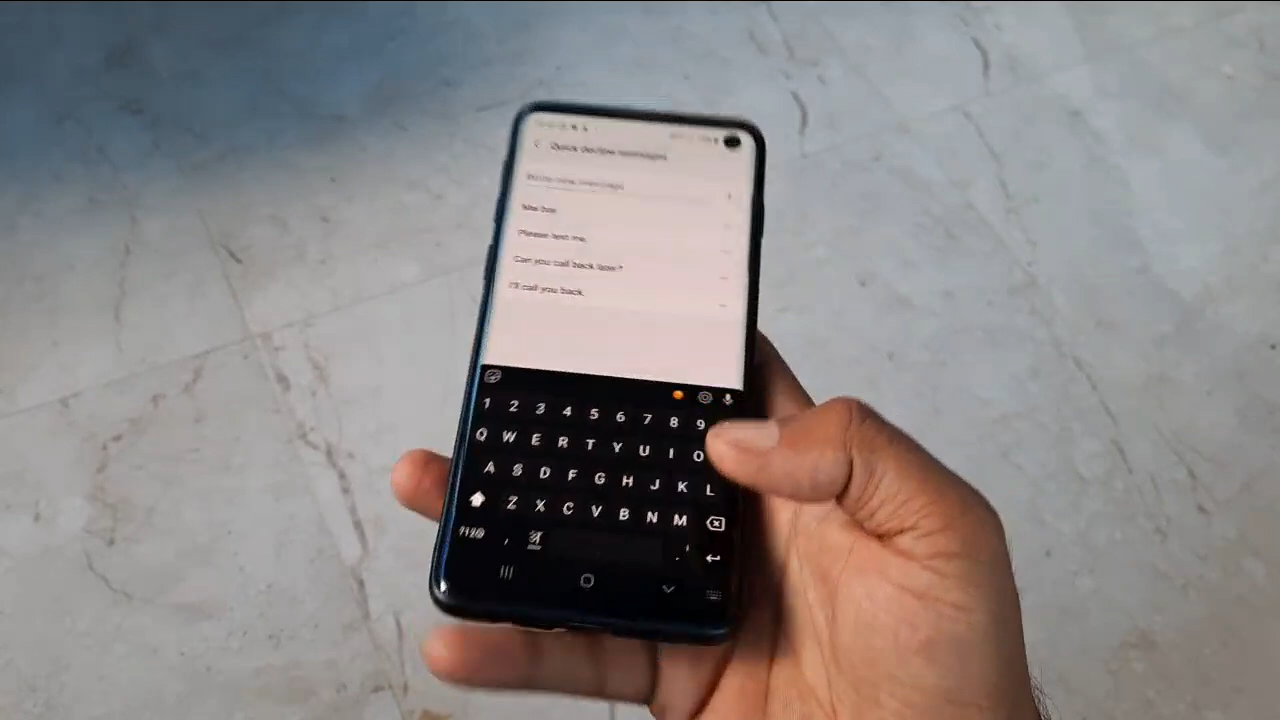 Quick decline messages
Please text me.
Can you call back later?
I'll call you back.
1 2 3 4 5 6 7 8 9
Q W E R T Y U I O
A S D F G H J K L
Z X C V B N M
,
.